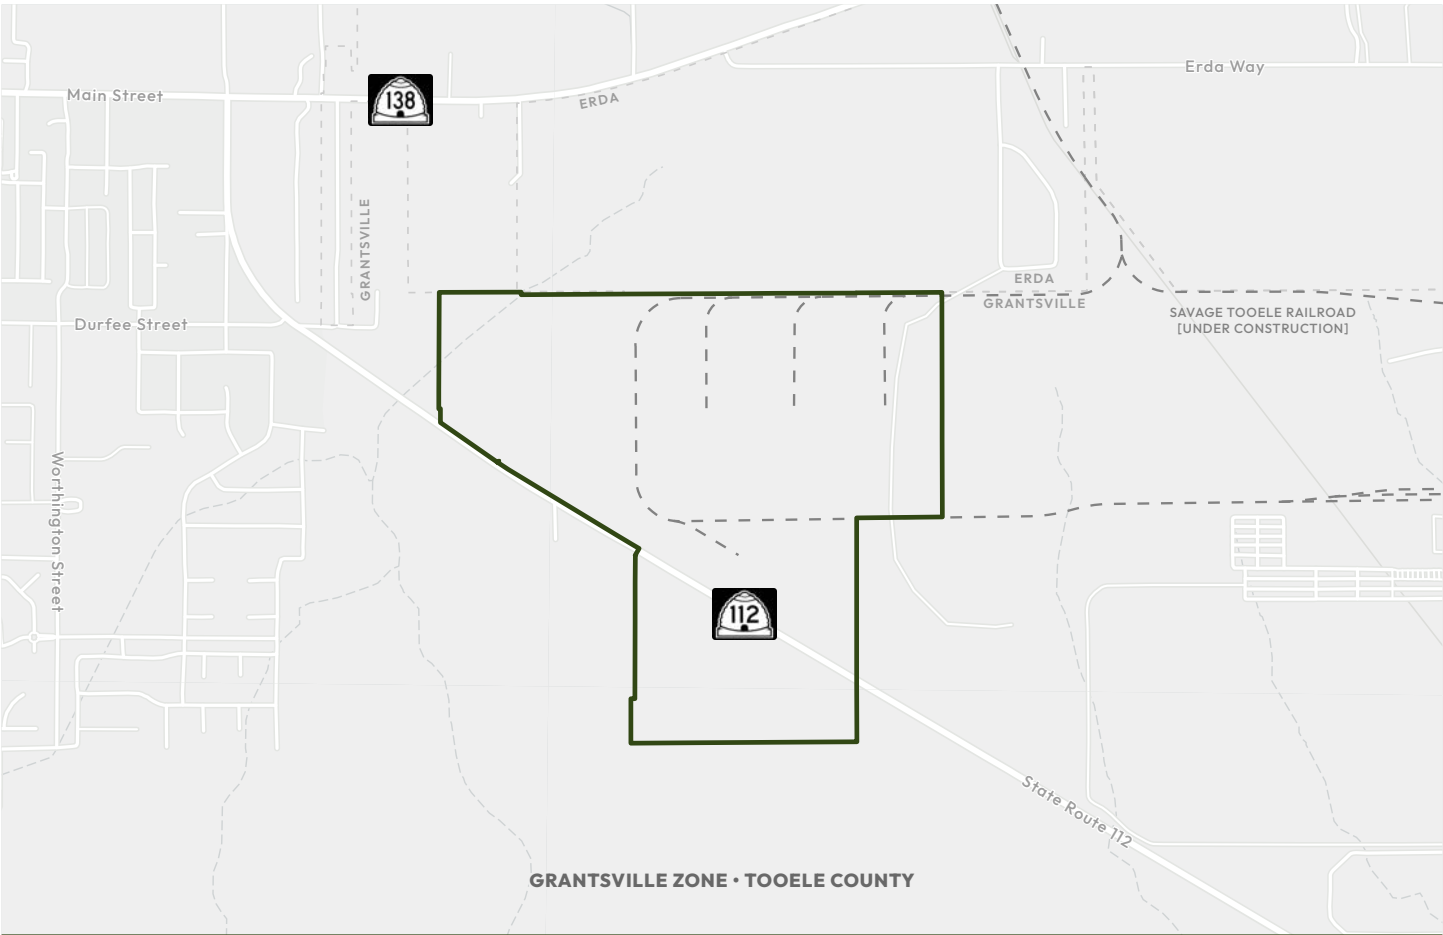 Erda Way
Main Street
138
ERDA
GRANTSVILLE
ERDA
GRANTSVILLE
SAVAGE TOOELE RAILROAD
[UNDER CONSTRUCTION]
Durfee Street
Worthington Street
112
State Route 112
GRANTSVILLE ZONE • TOOELE COUNTY